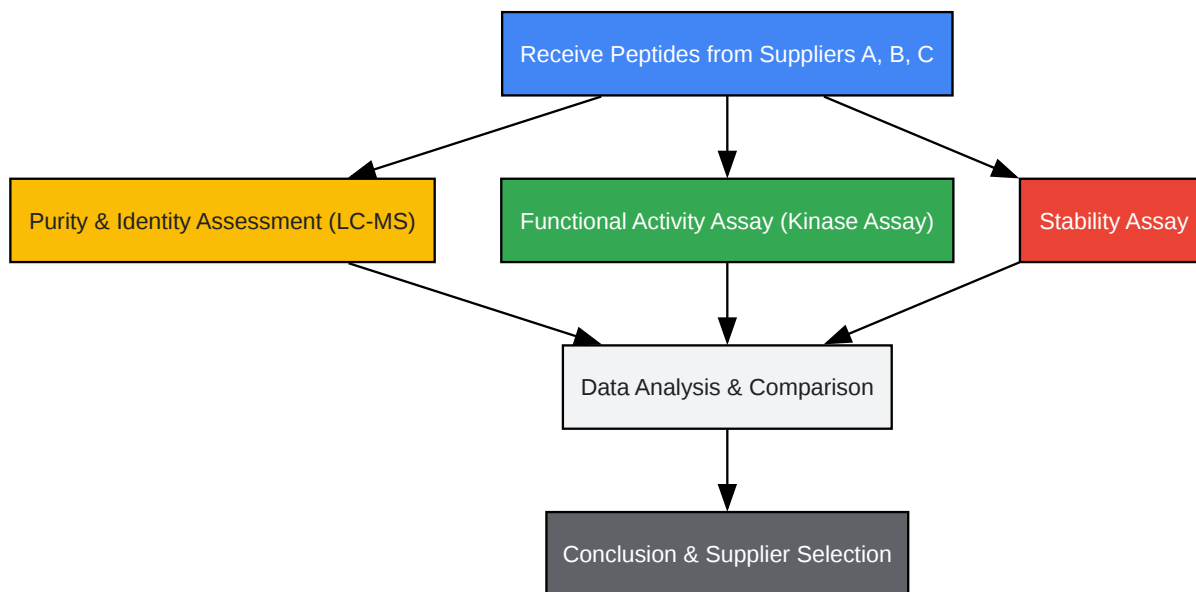 Receive Peptides from Suppliers A, B, C
Purity & Identity Assessment (LC-MS)
Functional Activity Assay (Kinase Assay)
Stability Assay
Data Analysis & Comparison
Conclusion & Supplier Selection